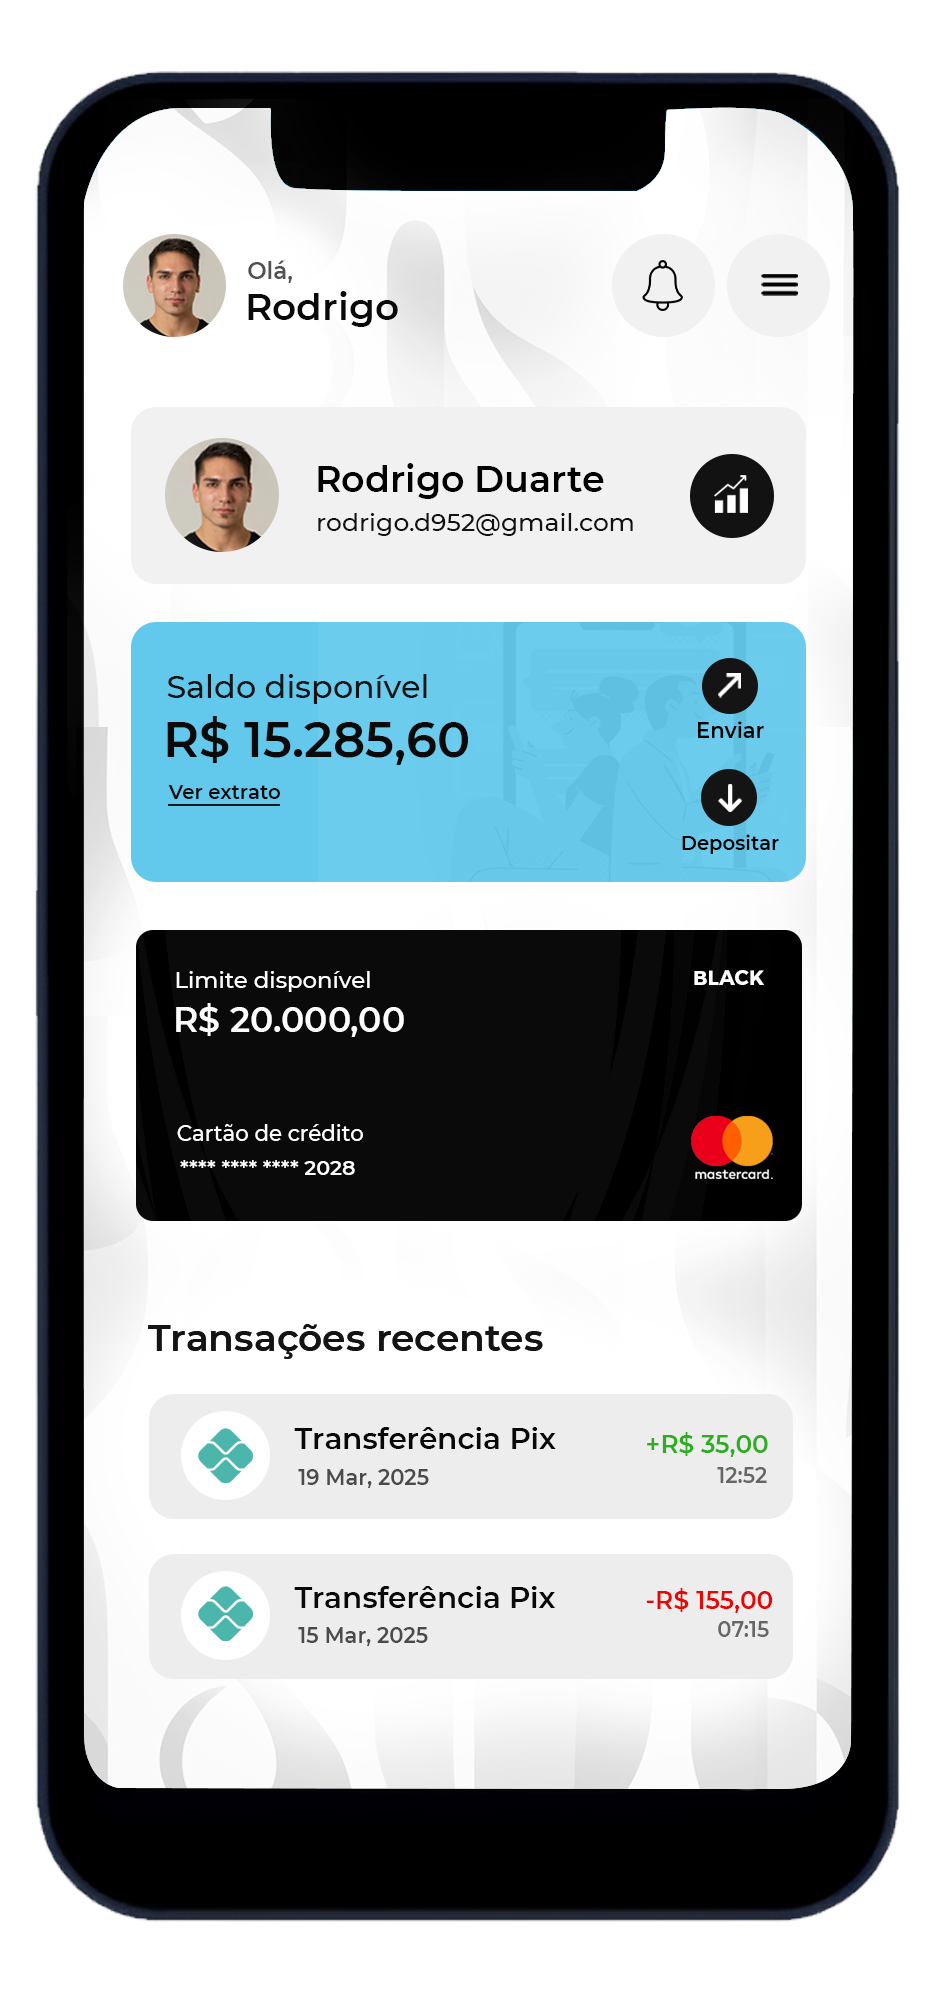 Olá,
Rodrigo
Rodrigo Duarte
rodrigo.d952@gmail.com
Saldo disponível
R$ 15.285,60
Ver extrato
Enviar
Depositar
Limite disponível
BLACK
R$ 20.000,00
Cartão de crédito
**** **** **** 2028
mastercard.
Transações recentes
Transferência Pix
+R$ 35,00
19 Mar, 2025
12:52
Transferência Pix
-R$ 155,00
15 Mar, 2025
07:15